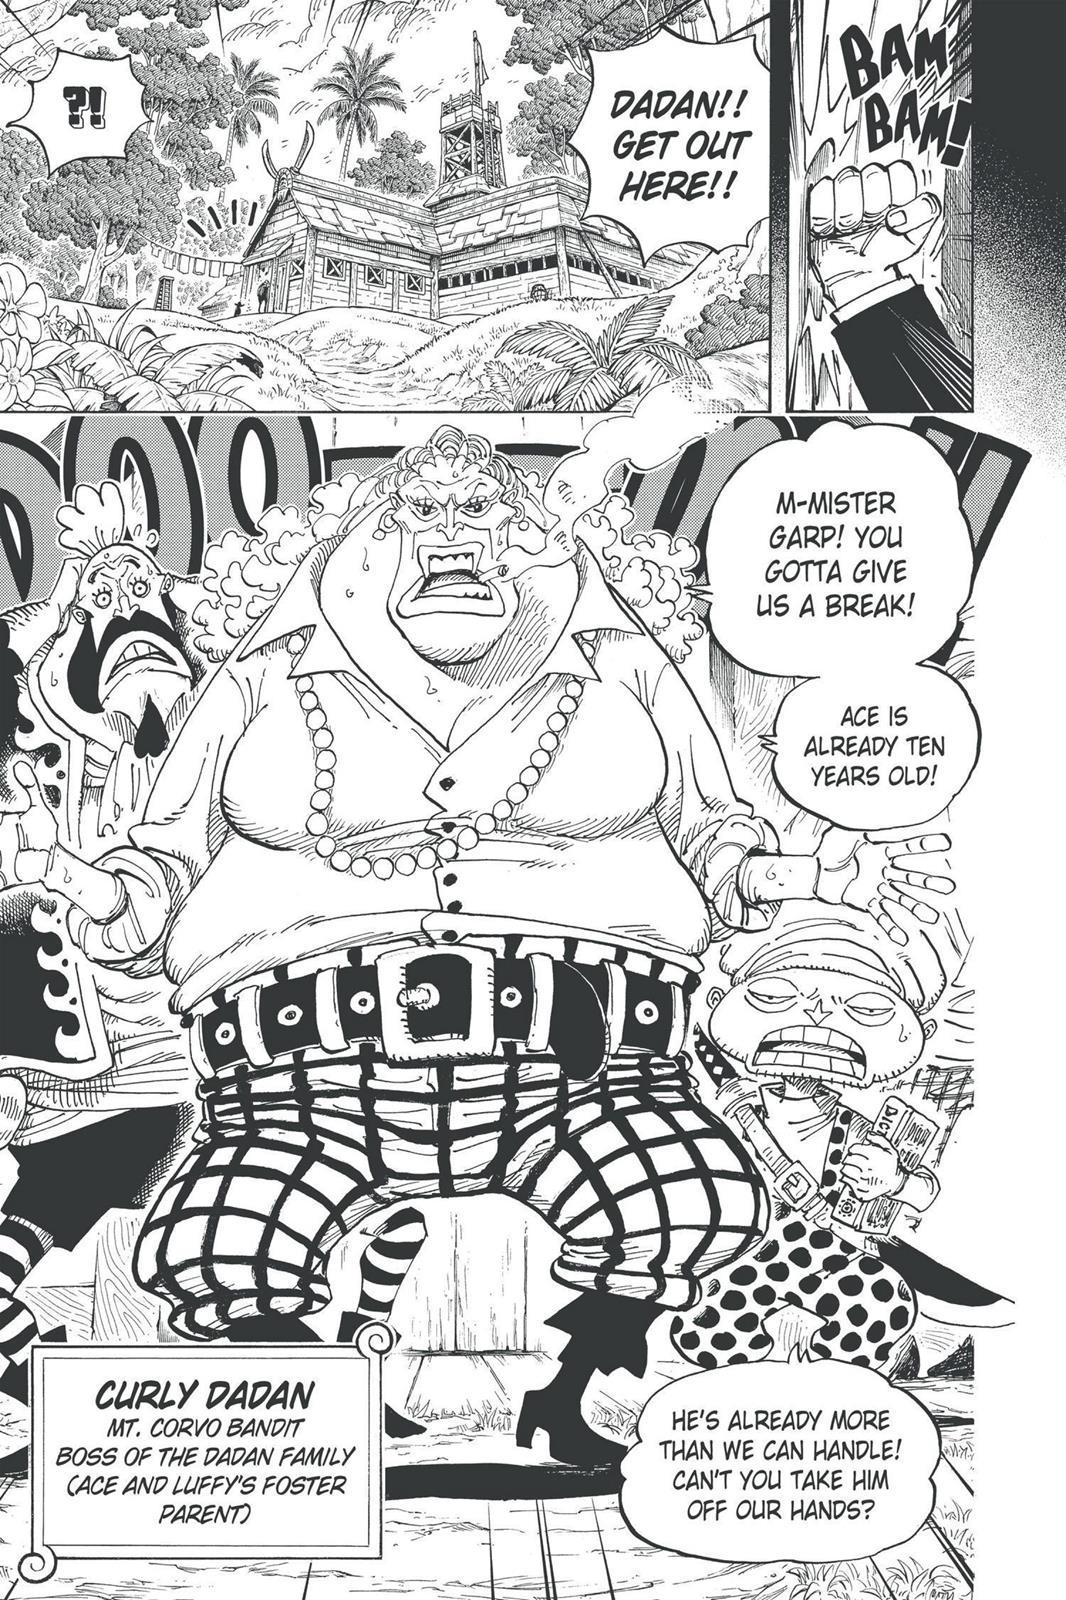 BAM
BAM!
DADAN!!
GET OUT
HERE!!
?!
M-MISTER
GARP! YOU
GOTTA GIVE
US A BREAK!
ACE IS
ALREADY TEN
YEARS OLD!
HE'S ALREADY MORE
THAN WE CAN HANDLE!
CAN'T YOU TAKE HIM
OFF OUR HANDS?
CURLY DADAN
MT. CORVO BANDIT
BOSS OF THE DADAN FAMILY
(ACE AND LUFFY'S FOSTER
PARENT)